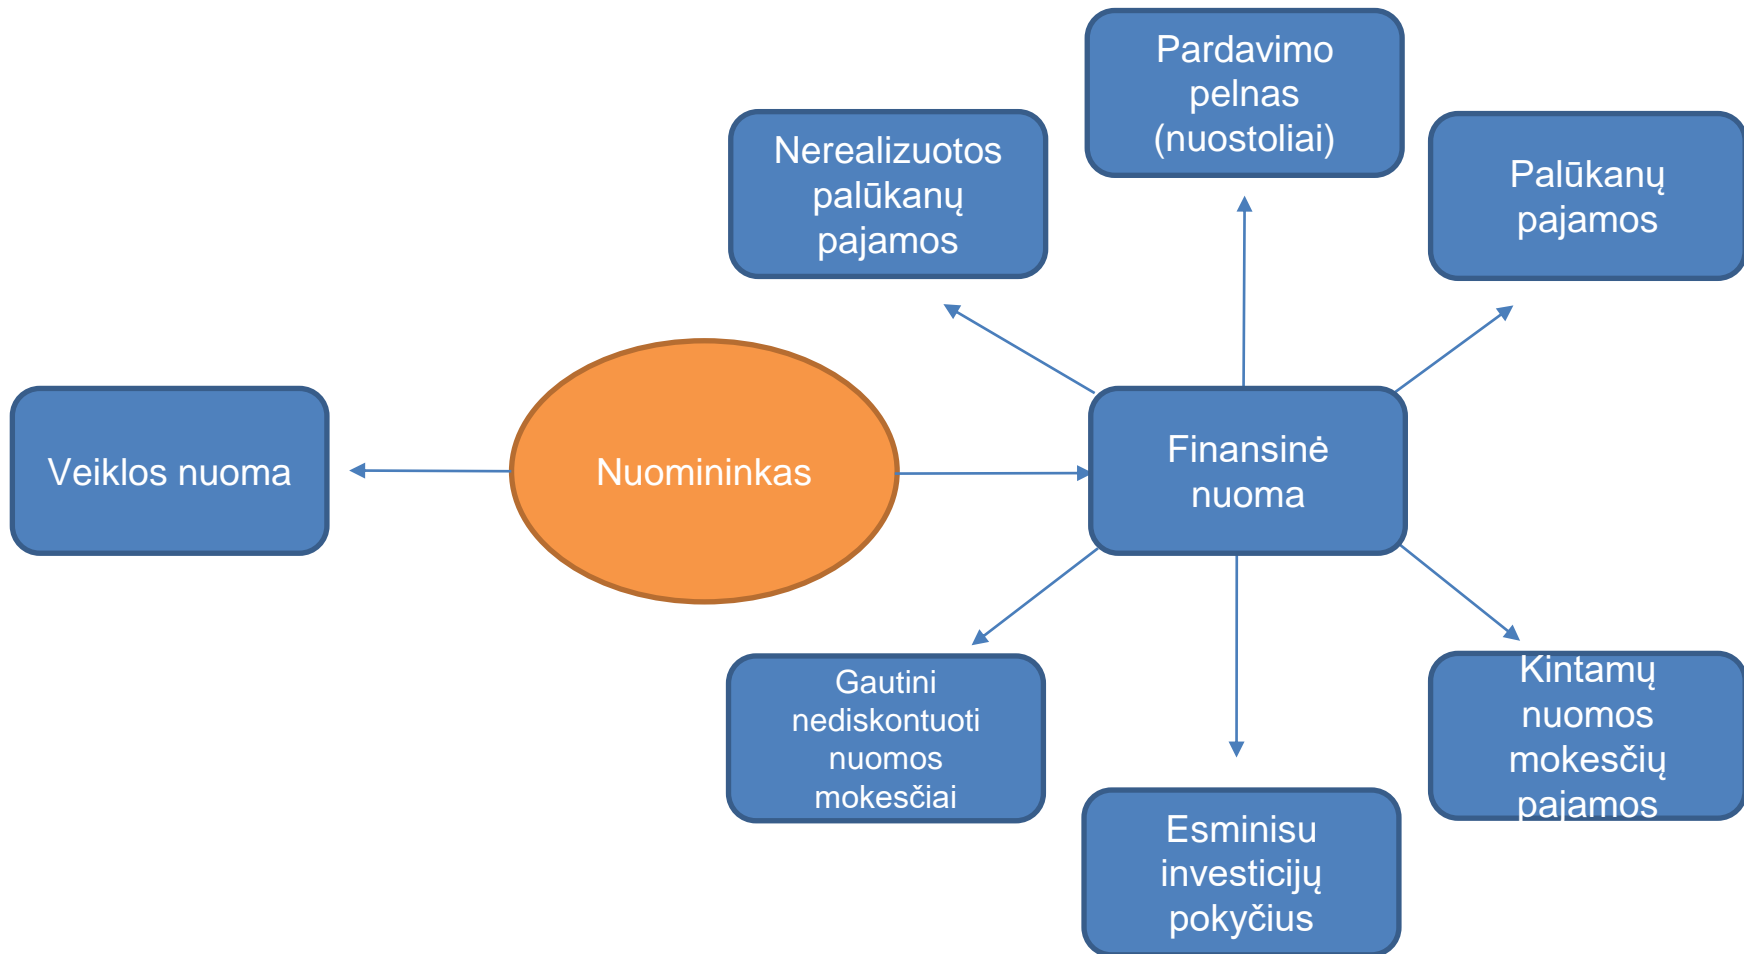 Pardavimo
pelnas
(nuostoliai)
Nerealizuotos
palūkanų
pajamos
Palūkanų
pajamos
Veiklos nuoma
Nuomininkas
Finansinė
nuoma
Gautini
nediskontuoti
nuomos
mokesčiai
Kintamų
nuomos
mokesčių
pajamos
Esminisu
investicijų
pokyčius